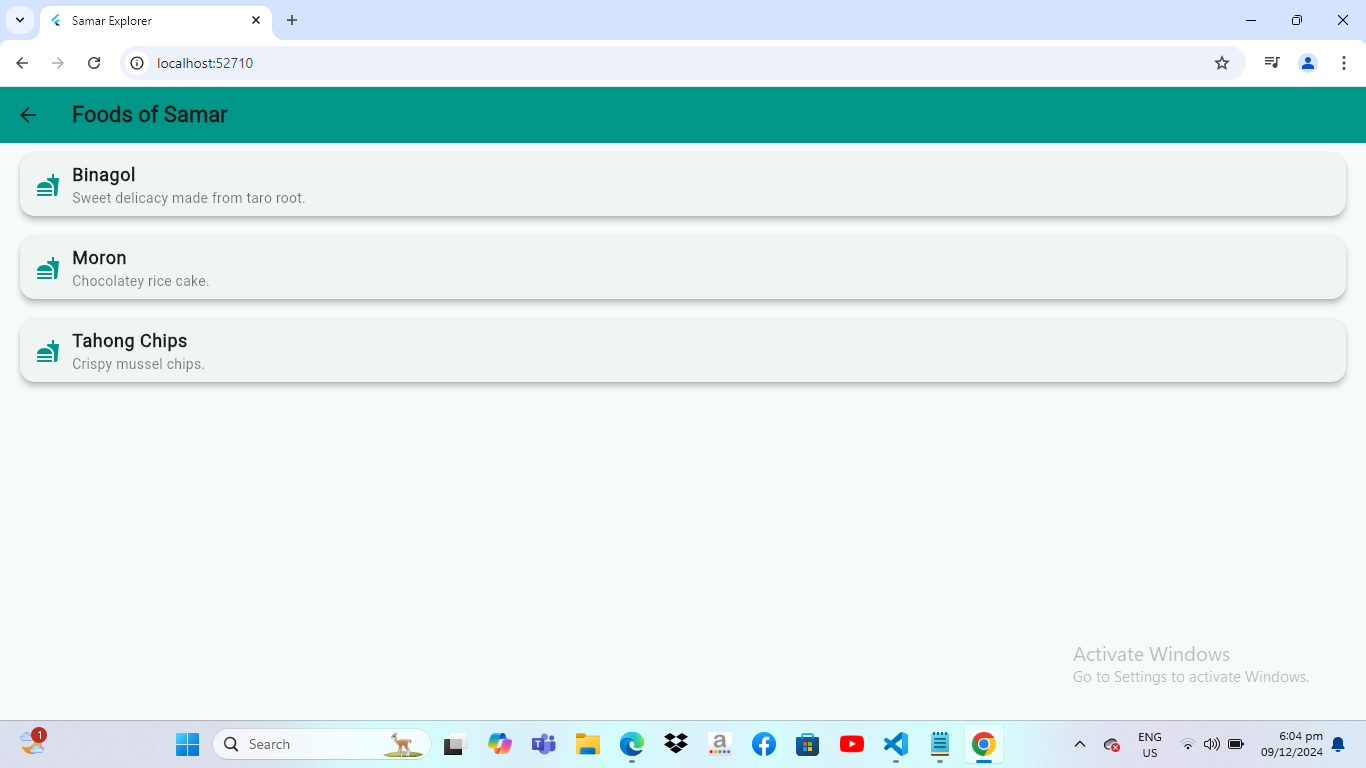 Samar Explorer
localhost:52710
Foods of Samar
Binagol
Sweet delicacy made from taro root.
Moron
Chocolatey rice cake.
Tahong Chips
Crispy mussel chips.
Activate Windows
Go to Settings to activate Windows.
1
Search
a
ENG
US
6:04 pm
09/12/2024